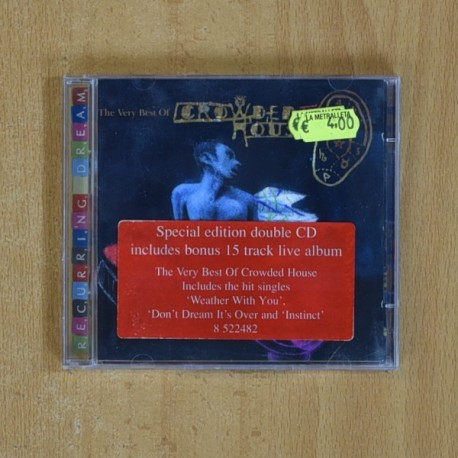 The Very Best Of CROWDED HOU
LA METRALLETA
€ 4.00
RECURRING DREAM
Special edition double CD
includes bonus 15 track live album
The Very Best Of Crowded House
Includes the hit singles
'Weather With You',
'Don't Dream It's Over and 'Instinct'
8 522482